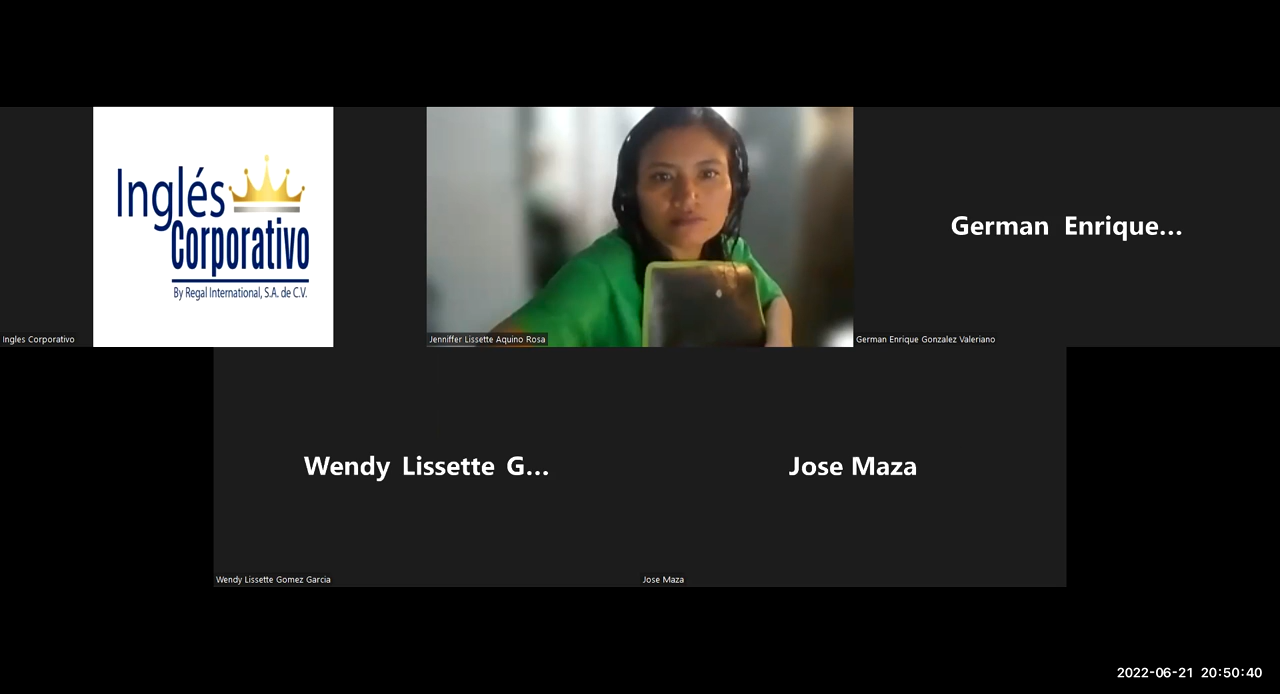 Inglés
Corporativo
By Regal International, S.A. de C.V.
Ingles Corporativo
Jenniffer Lissette Aquino Rosa
German Enrique...
German Enrique Gonzalez Valeriano
Wendy Lissette G...
Wendy Lissette Gomez Garcia
Jose Maza
Jose Maza
2022-06-21 20:50:40